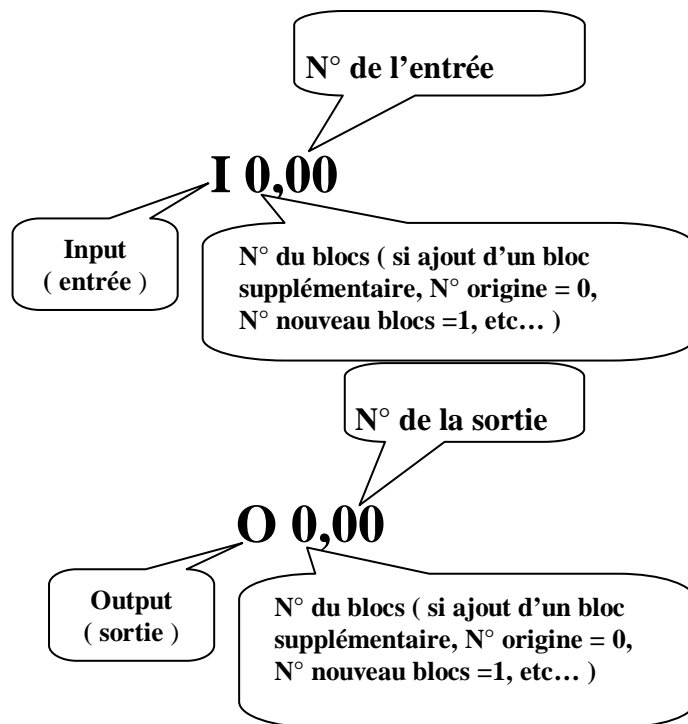 N° de l'entrée
I 0,00
Input
( entrée )
N° du blocs ( si ajout d'un bloc
supplémentaire, N° origine = 0,
N° nouveau blocs =1, etc… )
N° de la sortie
O 0,00
Output
( sortie )
N° du blocs ( si ajout d'un bloc
supplémentaire, N° origine = 0,
N° nouveau blocs =1, etc… )